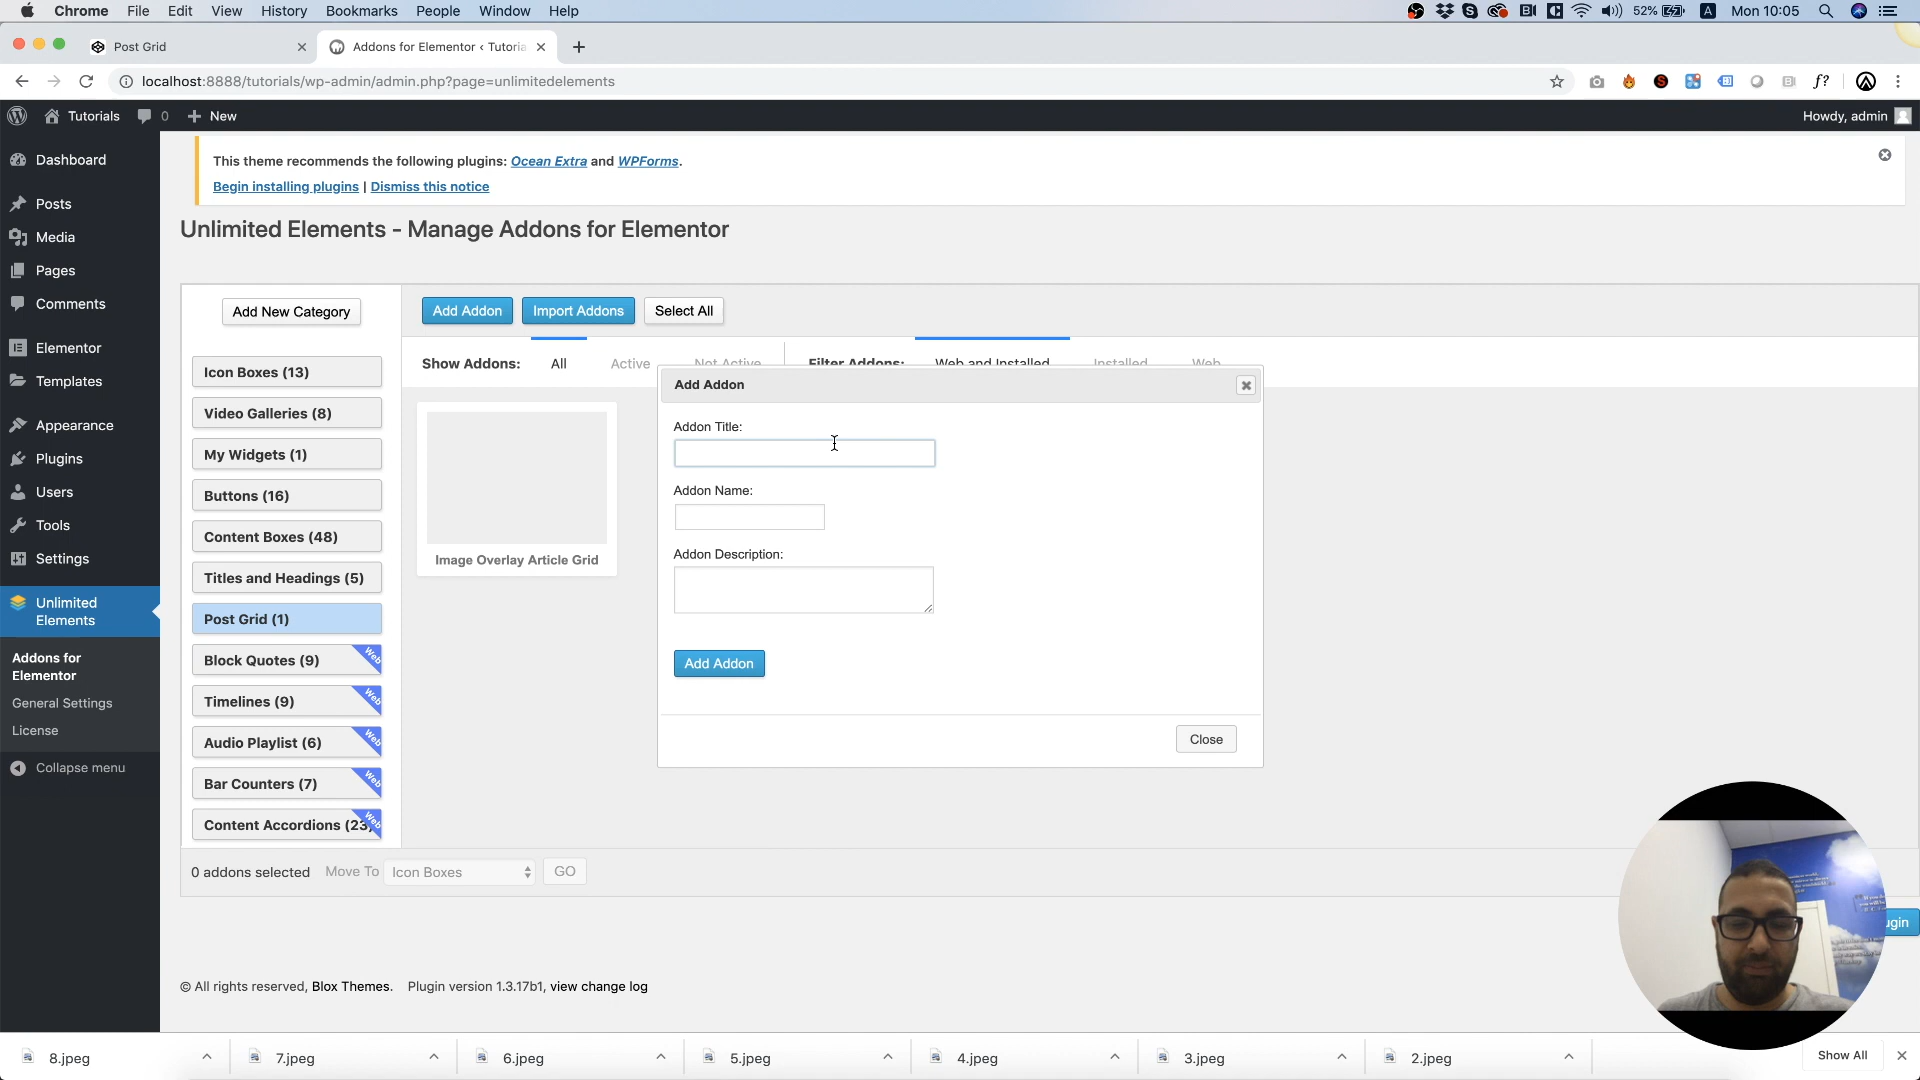 Chrome File Edit View History Bookmarks People Window Help 52% A Mon 10:05
Post Grid
Addons for Elementor ‹ Tutoria
localhost:8888/tutorials/wp-admin/admin.php?page=unlimitedelements
Tutorials 0 New Howdy, admin
This theme recommends the following plugins: Ocean Extra and WPForms.
Begin installing plugins | Dismiss this notice
Dashboard
Posts
Media
Pages
Comments
Elementor
Templates
Appearance
Plugins
Users
Tools
Settings
Unlimited
Elements
Addons for
Elementor
General Settings
License
Collapse menu
Unlimited Elements - Manage Addons for Elementor
Add New Category
Add Addon Import Addons Select All
Show Addons: All Active Not Active Filter Addons: Web and Installed Installed Web
Icon Boxes (13)
Video Galleries (8)
My Widgets (1)
Buttons (16)
Content Boxes (48)
Titles and Headings (5)
Post Grid (1)
Block Quotes (9) Web
Timelines (9) Web
Audio Playlist (6) Web
Bar Counters (7) Web
Content Accordions (23) Web
Image Overlay Article Grid
Add Addon
Addon Title:
Addon Name:
Addon Description:
Add Addon
Close
0 addons selected Move To Icon Boxes GO
© All rights reserved, Blox Themes. Plugin version 1.3.17b1, view change log
8.jpeg 7.jpeg 6.jpeg 5.jpeg 4.jpeg 3.jpeg 2.jpeg Show All